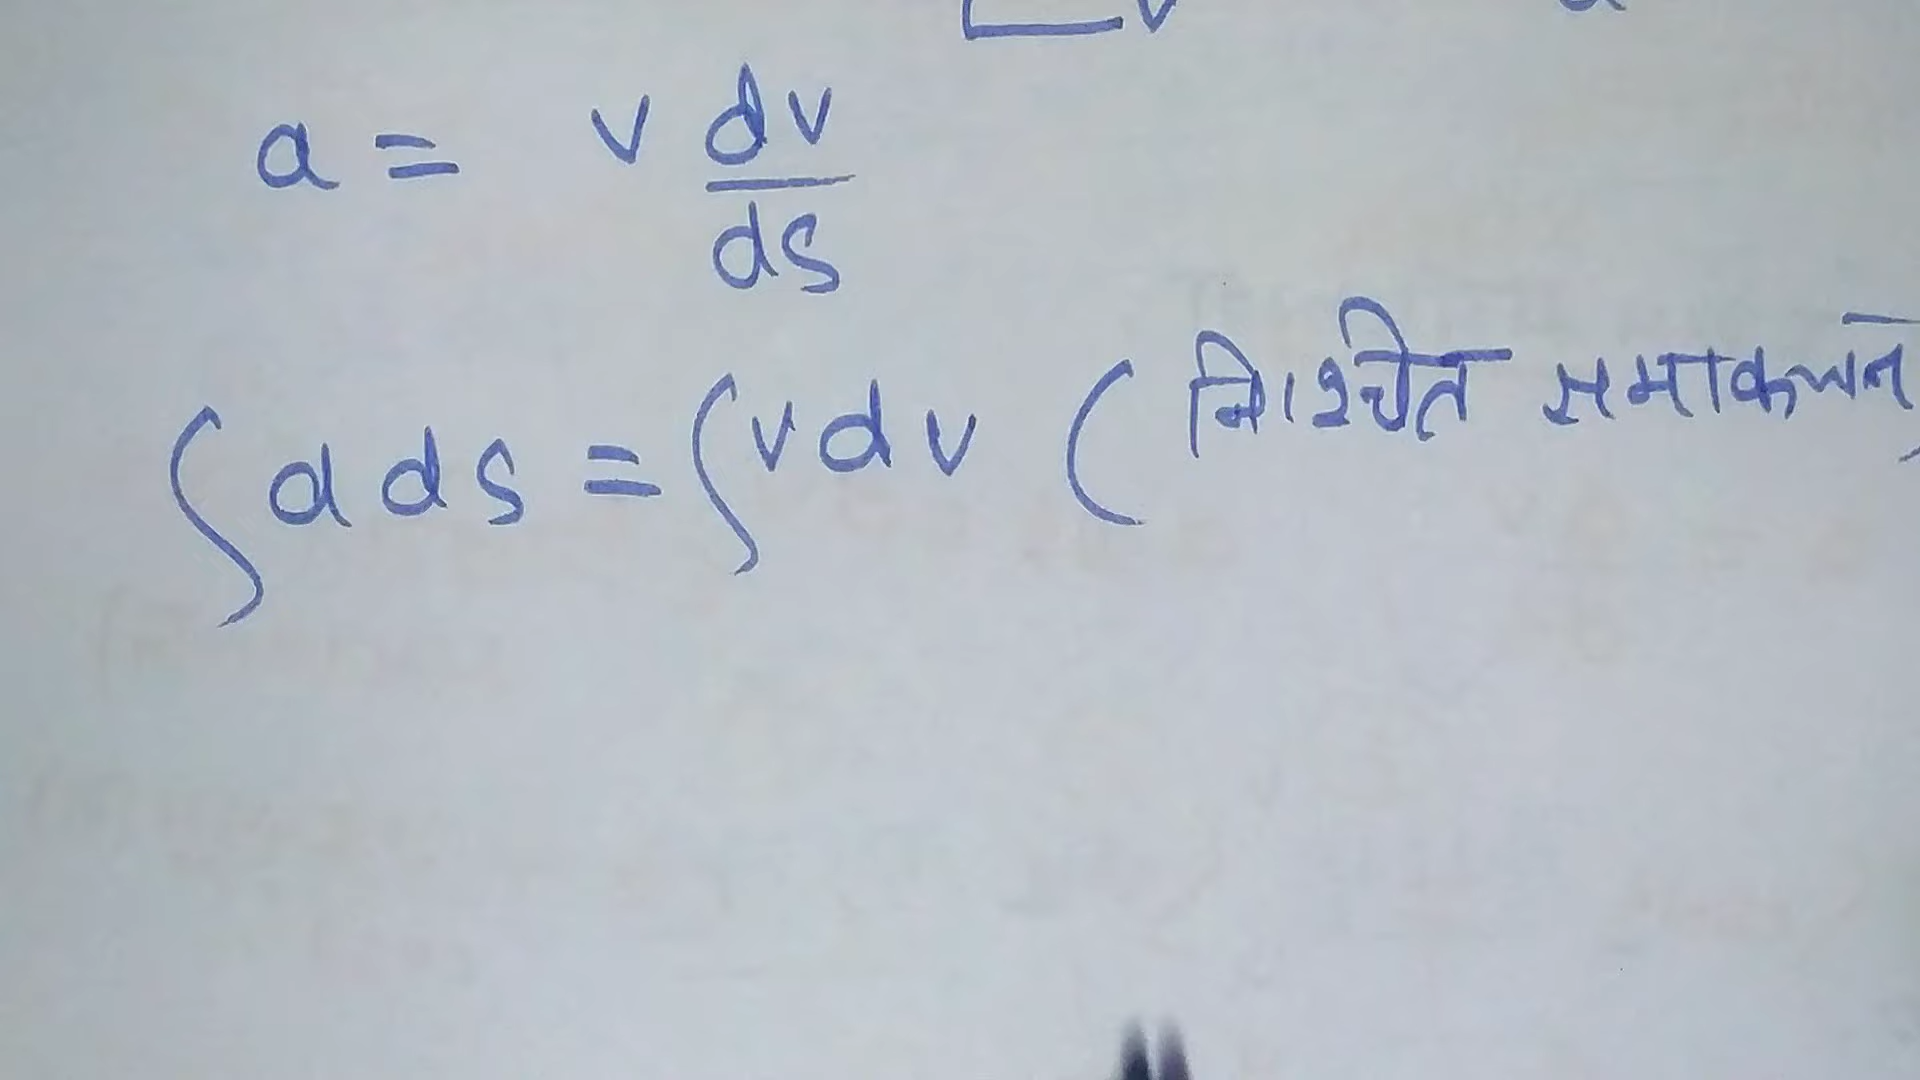 a = v dv/ds
∫ a ds = ∫ v dv ( निश्चित समाकलन )